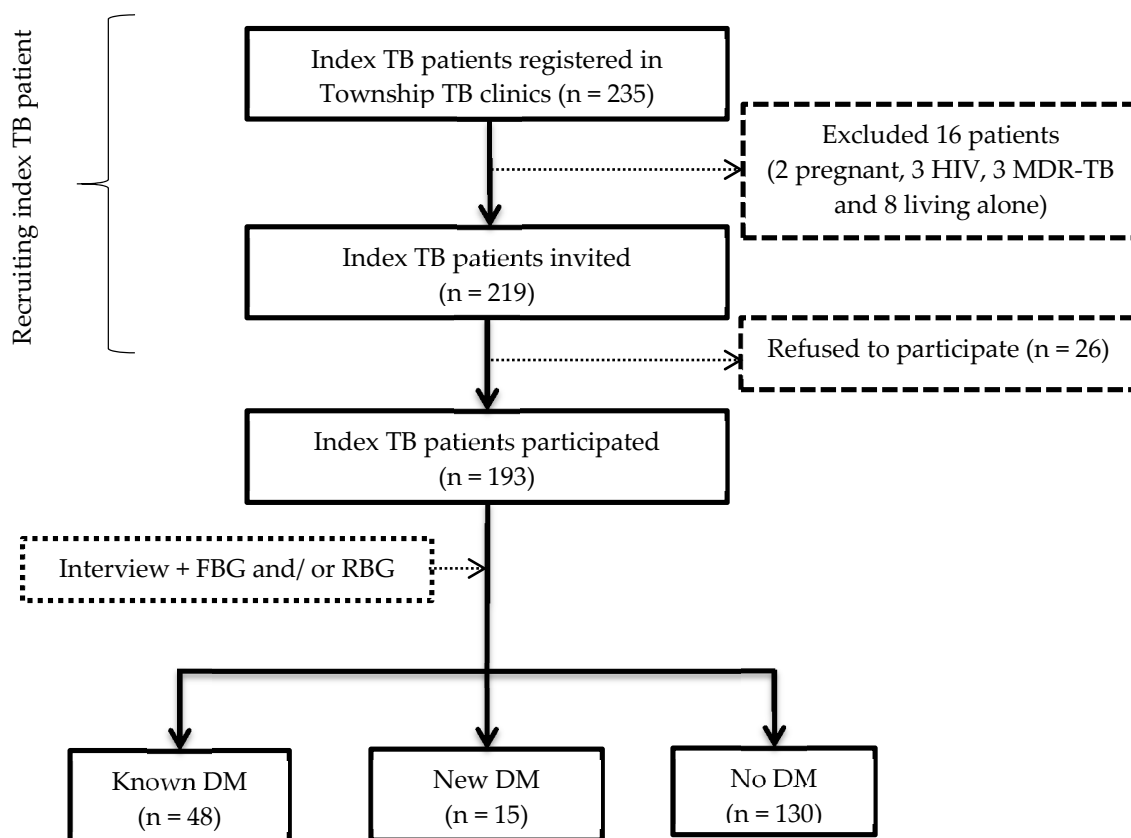 Recruiting index TB patient
Index TB patients registered in
Township TB clinics (n = 235)
Excluded 16 patients
(2 pregnant, 3 HIV, 3 MDR-TB
and 8 living alone)
Index TB patients invited
(n = 219)
Refused to participate (n = 26)
Index TB patients participated
(n = 193)
Interview + FBG and/ or RBG
Known DM
(n = 48)
New DM
(n = 15)
No DM
(n = 130)